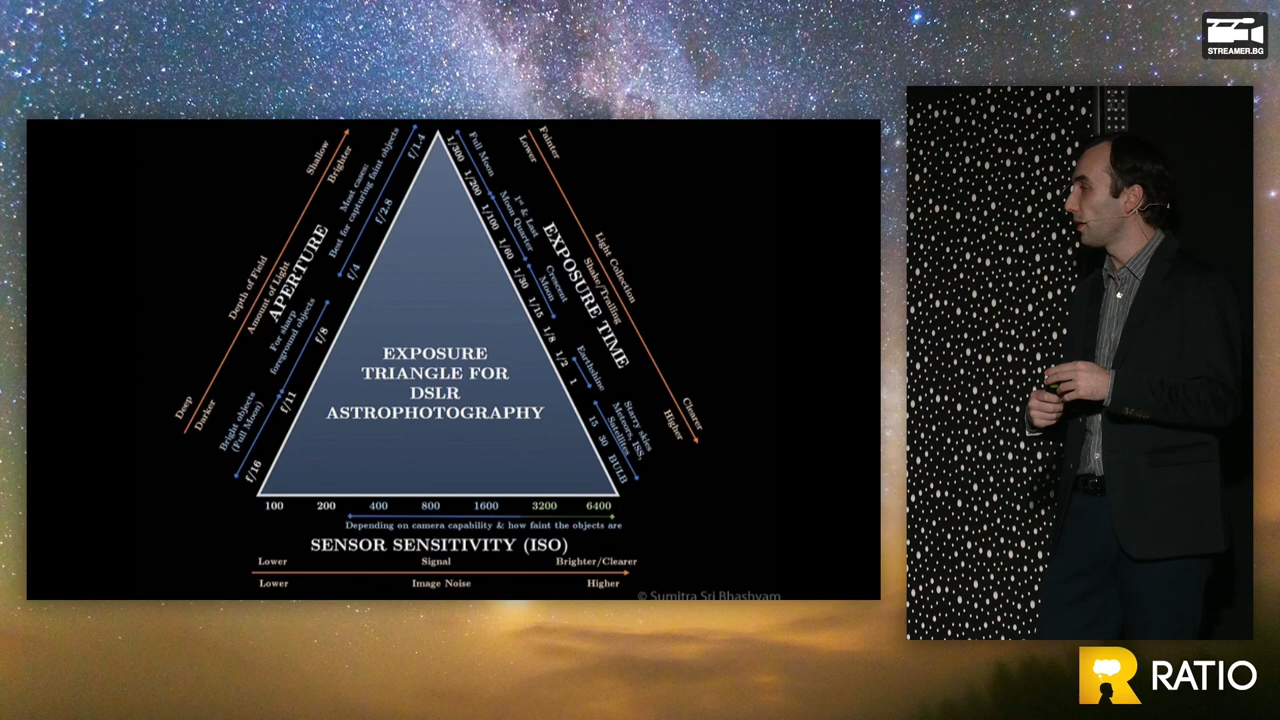 STREAMER.BG
Shallow
Brighter
Depth of Field
Amount of Light
Deep
Darker
APERTURE
Most cases:
Best for capturing faint objects
For sharp
foreground objects
Bright objects
(Full Moon)
f/1.4
f/2.8
f/4
f/8
f/11
f/16
EXPOSURE
TRIANGLE FOR
DSLR
ASTROPHOTOGRAPHY
1/300
1/200
1/100
1/60
1/30
1/15
1/8
1/2
1
15
30
BULB
Full Moon
1st & Last
Moon Quarter
Crescent
Moon
Earthshine
Starry skies
Meteors, ISS,
Satellites
EXPOSURE TIME
Fainter
Lower
Light Collection
Shake/Trailing
Clearer
Higher
100 200 400 800 1600 3200 6400
Depending on camera capability & how faint the objects are
SENSOR SENSITIVITY (ISO)
Lower Signal Brighter/Clearer
Lower Image Noise Higher
© Sumitra Sri Bhashyam
RATIO